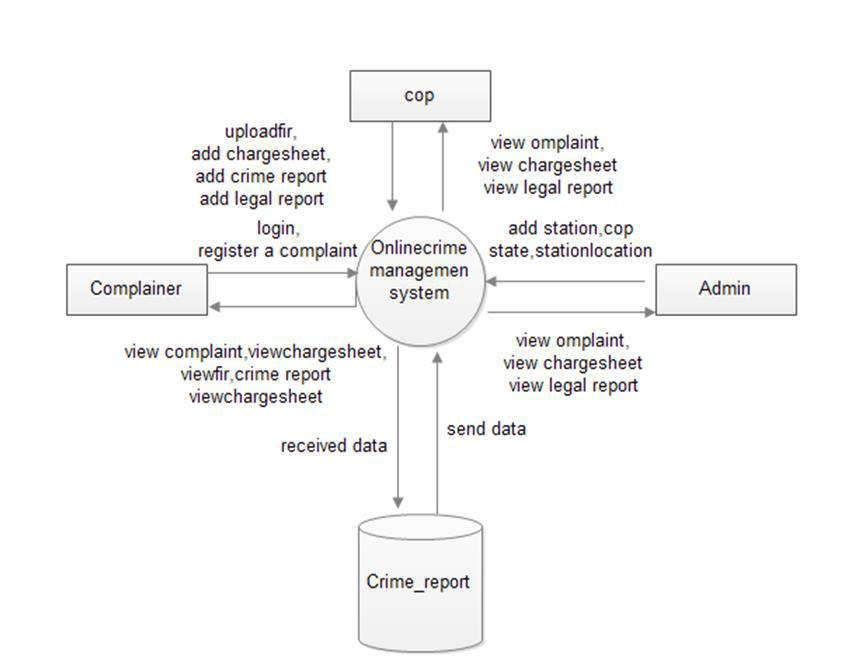 cop
uploadfir,
add chargesheet,
add crime report
add legal report
view omplaint,
view chargesheet
view legal report
login,
register a complaint
Onlinecrime
managemen
system
add station,cop
state,stationlocation
Complainer
Admin
view complaint,viewchargesheet,
viewfir,crime report
viewchargesheet
view omplaint,
view chargesheet
view legal report
received data
send data
Crime_report